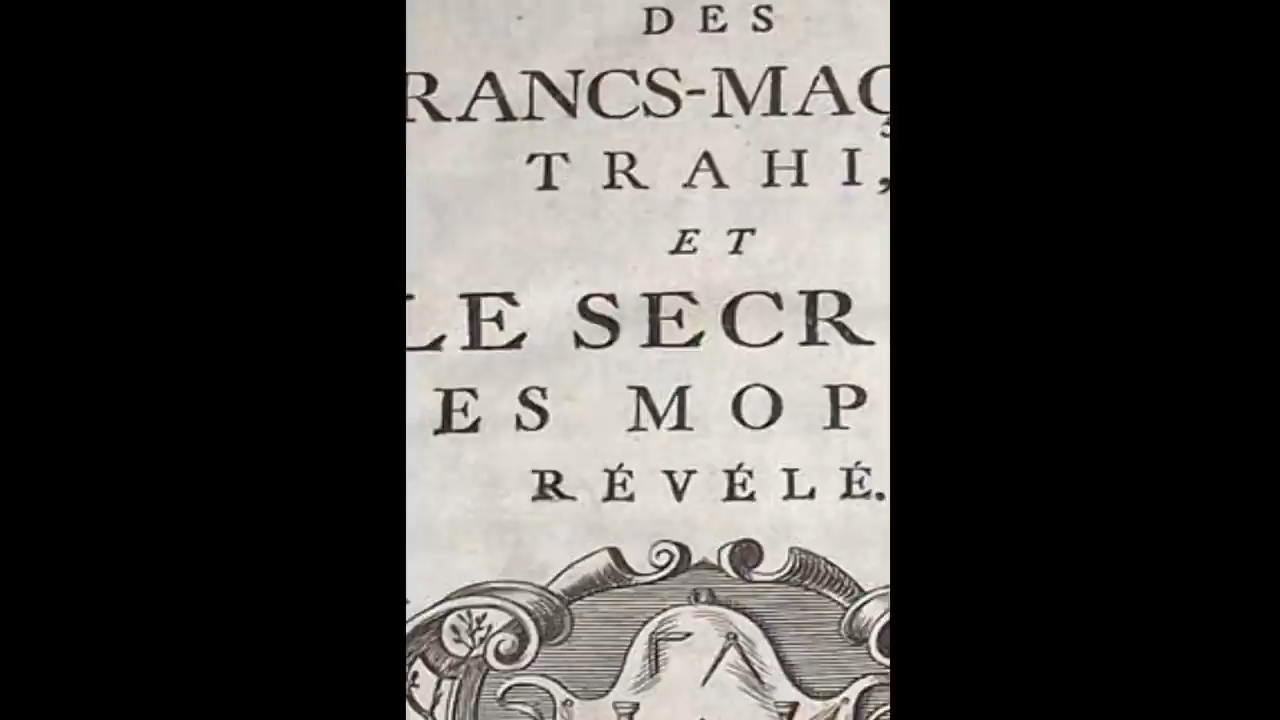 DES
RANCS-MAÇ
TRAHI,
ET
LE SECR
ES MOP
RÉVÉLÉ.